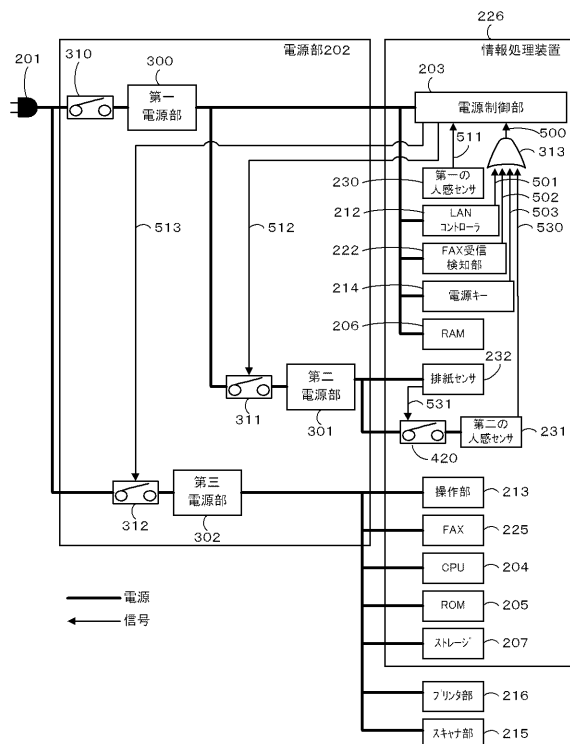 226
電源部202
情報処理装置
201
310
300
203
第一
電源部
電源制御部
500
511
313
230
第一の
人感センサ
501
502
212
LAN
コントローラ
503
530
513
512
222
FAX受信
検知部
214
電源キー
206
RAM
232
第二
電源部
排紙センサ
311
301
531
第二の
人感センサ
231
420
第三
電源部
312
302
操作部
213
FAX
225
CPU
204
ROM
205
ストレージ
207
電源
信号
プリンタ部
216
スキャナ部
215